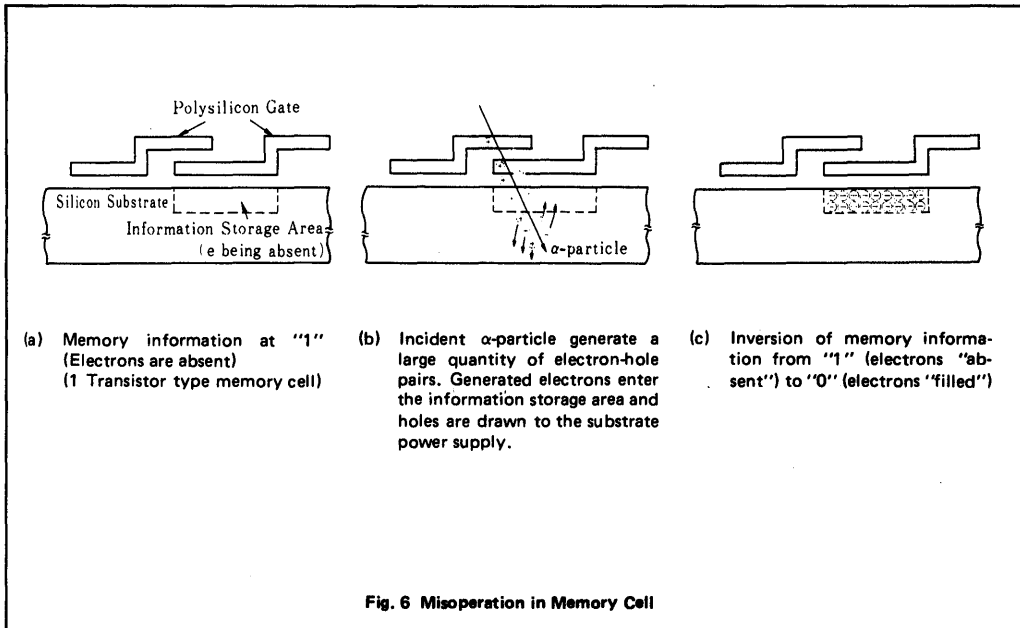 Polysilicon Gate
Silicon Substrate
Information Storage Area
(e being absent)
α-particle
(a) Memory information at "1"
(Electrons are absent)
(1 Transistor type memory cell)
(b) Incident α-particle generate a
large quantity of electron-hole
pairs. Generated electrons enter
the information storage area and
holes are drawn to the substrate
power supply.
(c) Inversion of memory informa-
tion from "1" (electrons "ab-
sent") to "0" (electrons "filled")
Fig. 6 Misoperation in Memory Cell